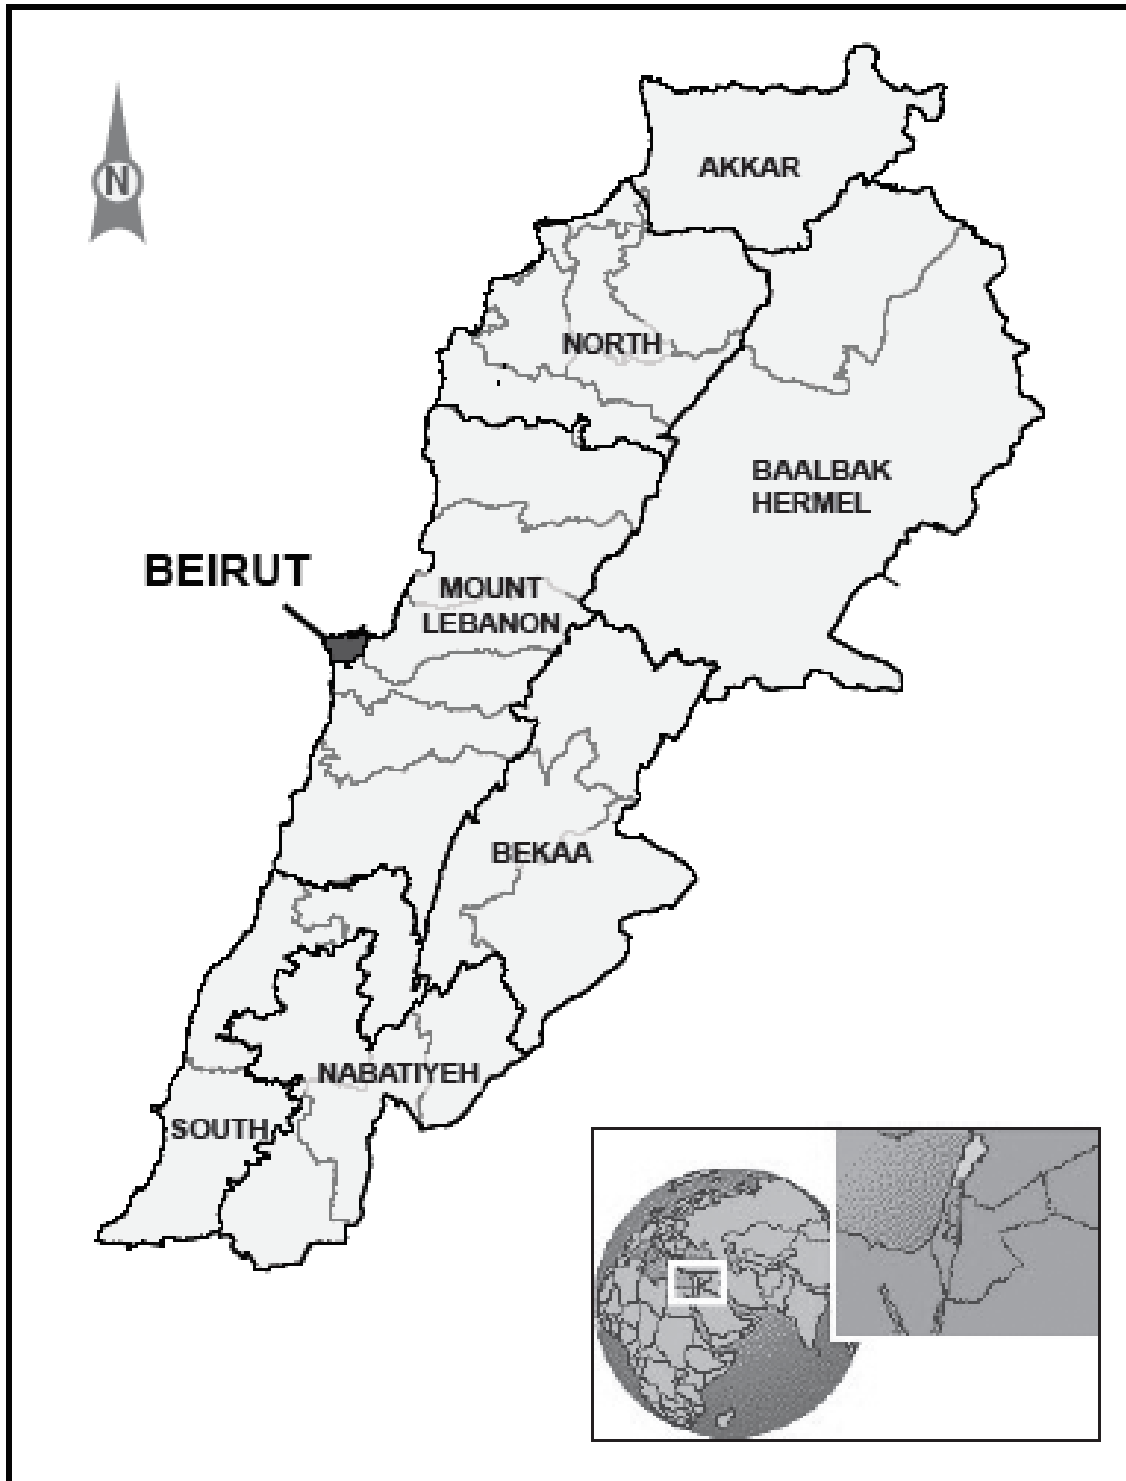 N
AKKAR
NORTH
BAALBAK
HERMEL
BEIRUT
MOUNT
LEBANON
BEKAA
NABATIYEH
SOUTH